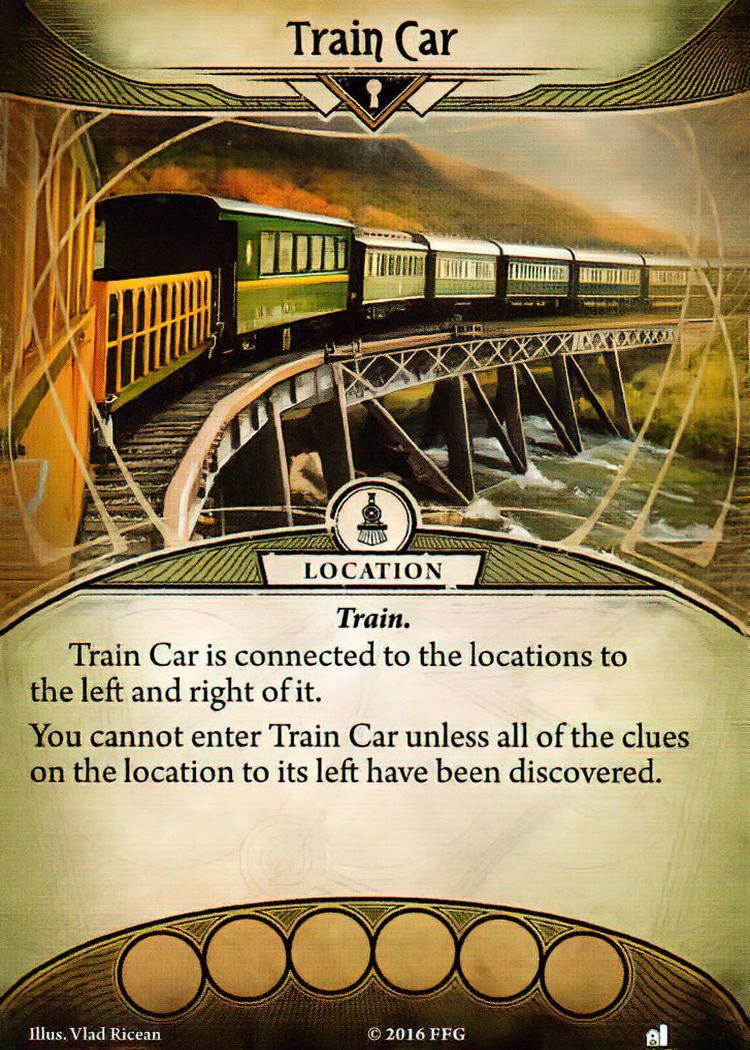 Train Car
LOCATION
Train.
Train Car is connected to the locations to
the left and right of it.
You cannot enter Train Car unless all of the clues
on the location to its left have been discovered.
Illus. Vlad Ricean
© 2016 FFG